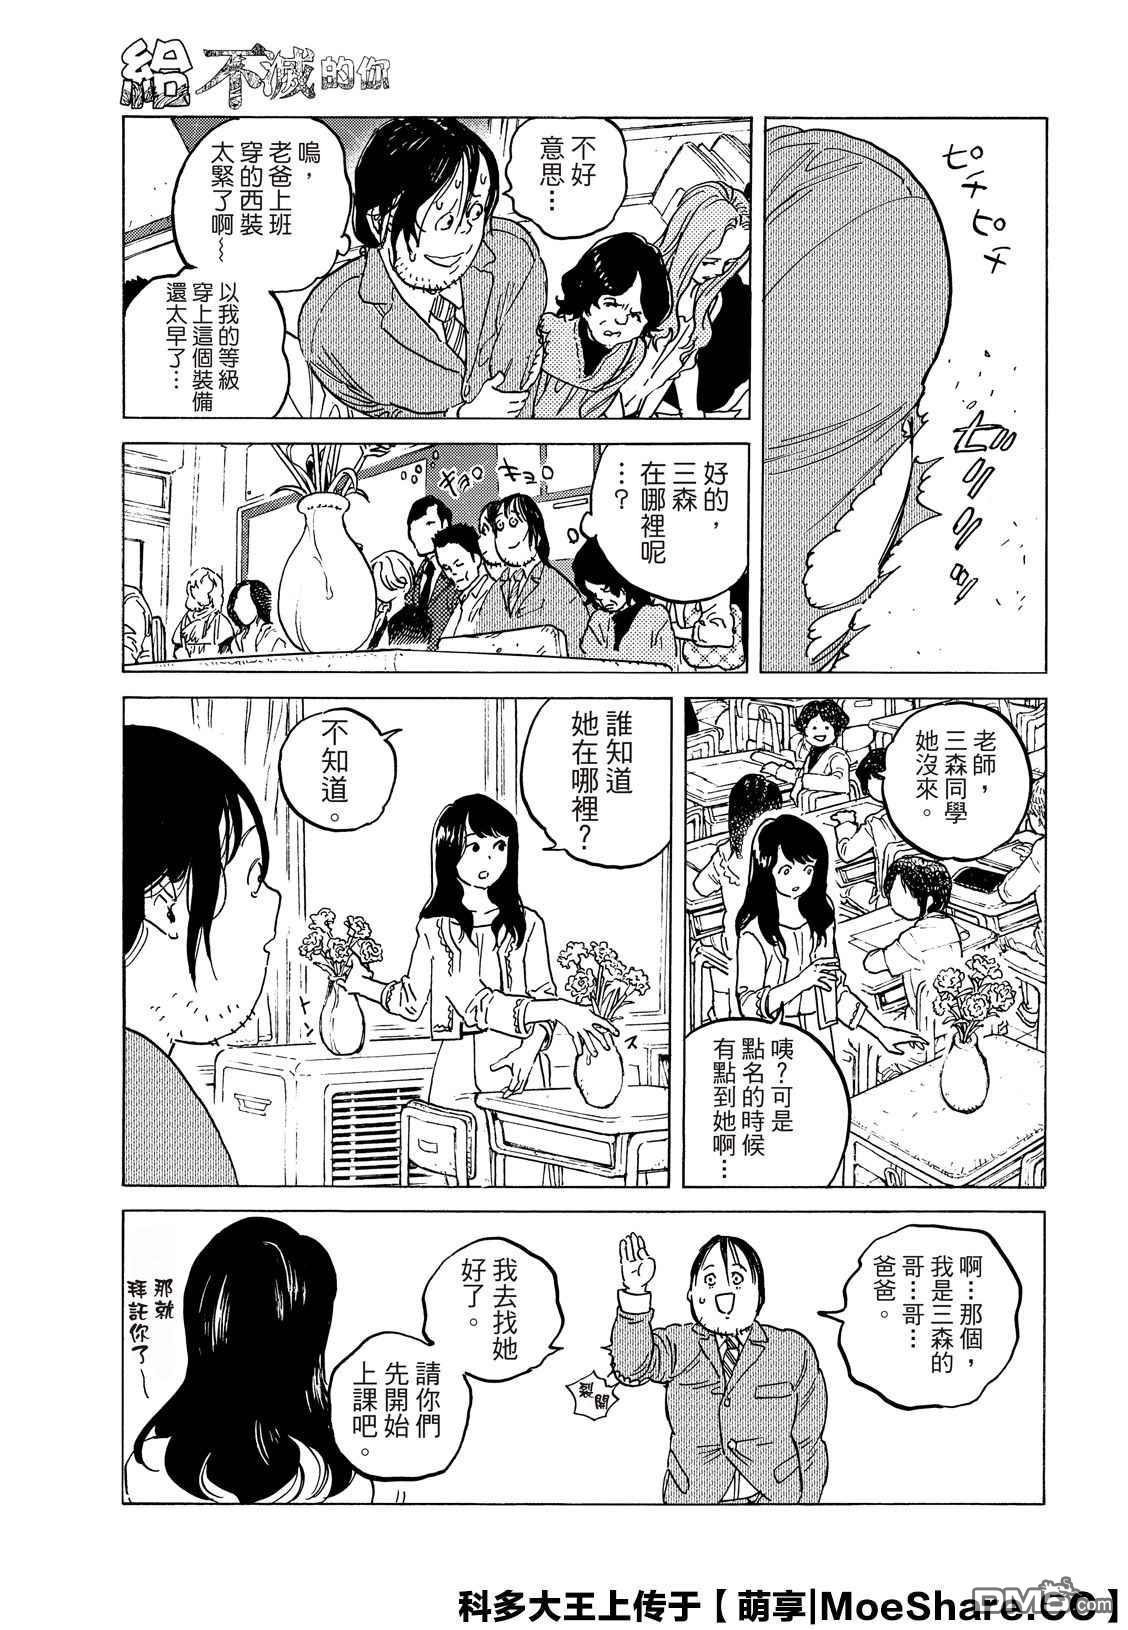 給不滅的你
ピチ
ピチ
ビリリッ
不好
意思…
嗚，
老爸上班
穿的西裝
太緊了啊～
以我的等級
穿上這個裝備
還太早了…
好的，
三森
在哪裡呢
…？
キョロ
キョロ
老師，
三森同學
她沒來。
咦？可是
點名的時候
有點到她啊…
誰知道
她在哪裡？
不知道。
ス
トン
啊…那個，
我是三森的
哥…哥…
爸爸。
裂開
我去找她
好了。
請你們
先開始
上課吧。
那就
拜託你了～
科多大王上传于【萌享|MoeShare.CC】